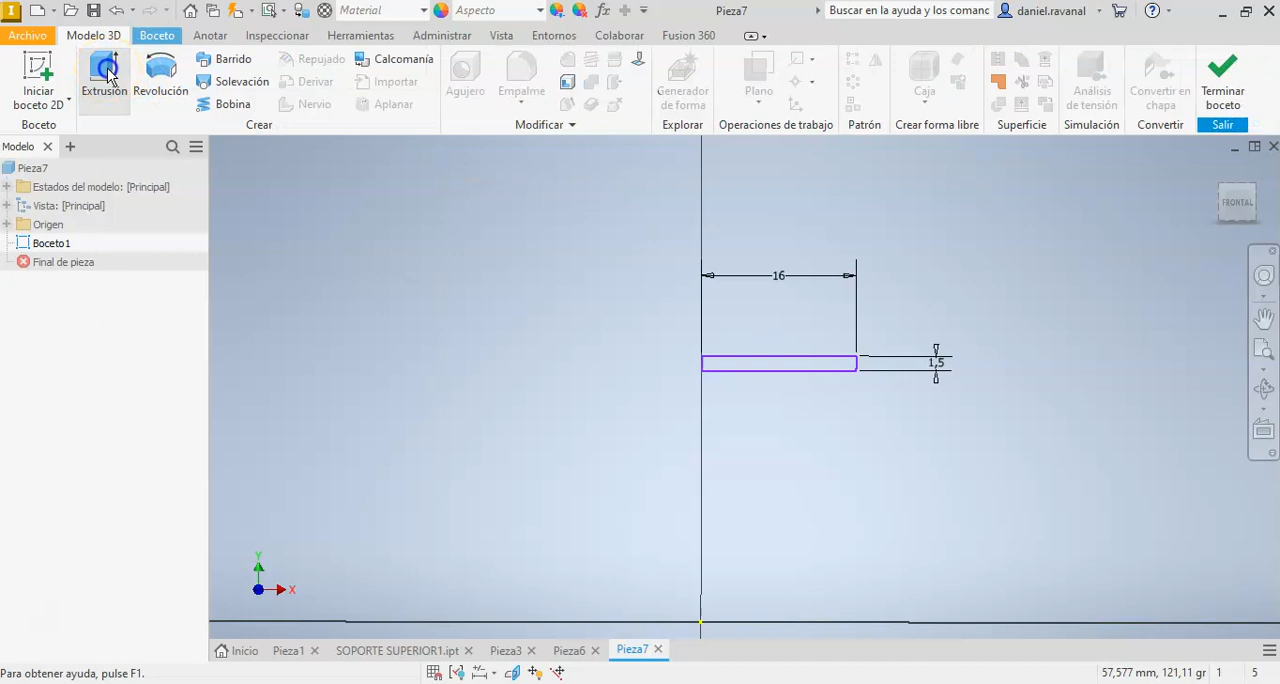 Material
Aspecto
Pieza7
Buscar en la ayuda y los comanc
daniel.ravanal
Archivo Modelo 3D Boceto Anotar Inspeccionar Herramientas Administrar Vista Entornos Colaborar Fusion 360
Iniciar
boceto 2D
Extrusión
Revolución
Barrido
Solevación
Bobina
Repujado
Derivar
Nervio
Calcomanía
Importar
Aplanar
Agujero
Empalme
Generador
de forma
Plano
Caja
Análisis
de tensión
Convertir en
chapa
Terminar
boceto
Boceto Crear Modificar Explorar Operaciones de trabajo Patrón Crear forma libre Superficie Simulación Convertir Salir
Modelo
Pieza7
Estados del modelo: [Principal]
Vista: [Principal]
Origen
Boceto1
Final de pieza
FRONTAL
16
1,5
Y
X
Inicio Pieza1 SOPORTE SUPERIOR1.ipt Pieza3 Pieza6 Pieza7
Para obtener ayuda, pulse F1.
57,577 mm, 121,11 gr 1 5